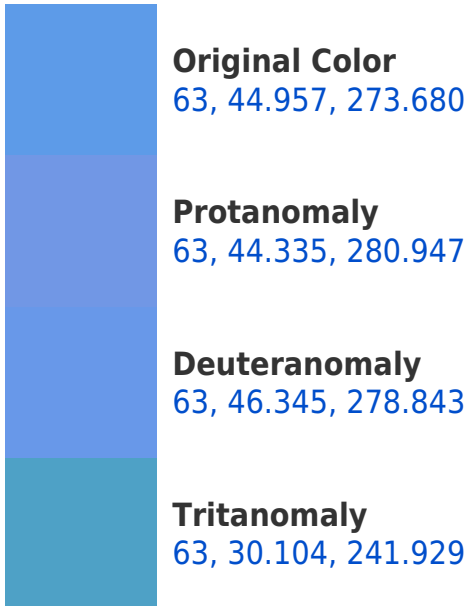 Original Color
63, 44.957, 273.680
Protanomaly
63, 44.335, 280.947
Deuteranomaly
63, 46.345, 278.843
Tritanomaly
63, 30.104, 241.929